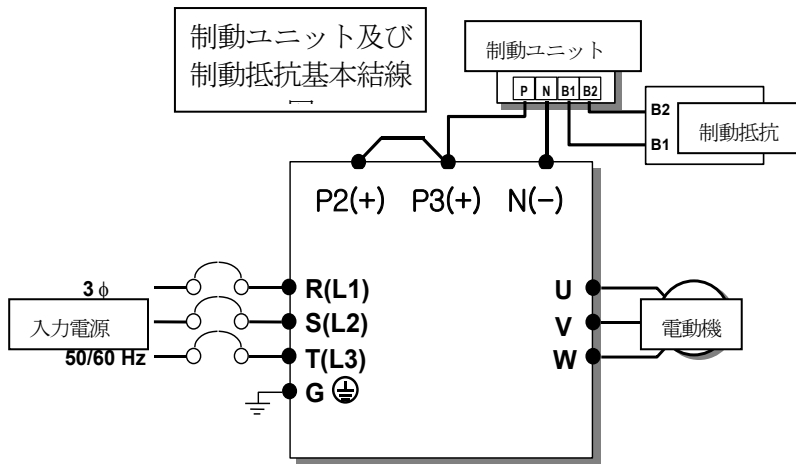 制動ユニット及び
制動抵抗基本結線
制動ユニット
P N B1 B2
B2
B1
制動抵抗
P2(+) P3(+) N(−)
3 ϕ
入力電源
50/60 Hz
R(L1)
S(L2)
T(L3)
G
U
V
W
電動機